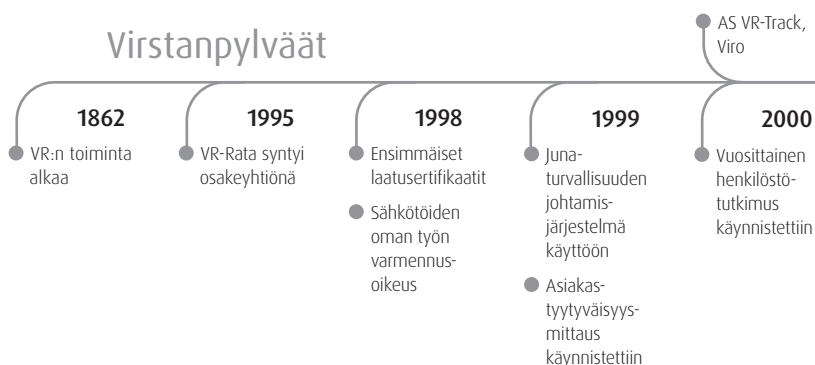 Virstanpylväät
AS VR-Track,
Viro
1862
VR:n toiminta
alkaa
1995
VR-Rata syntyi
osakeyhtiönä
1998
Ensimmäiset
laatusertifikaatit
Sähkötöiden
oman työn
varmennus-
oikeus
1999
Juna-
turvallisuuden
johtamis-
järjestelmä
käyttöön
Asiakas-
tyytyväisyys-
mittaus
käynnistettiin
2000
Vuosittainen
henkilöstö-
tutkimus
käynnistettiin